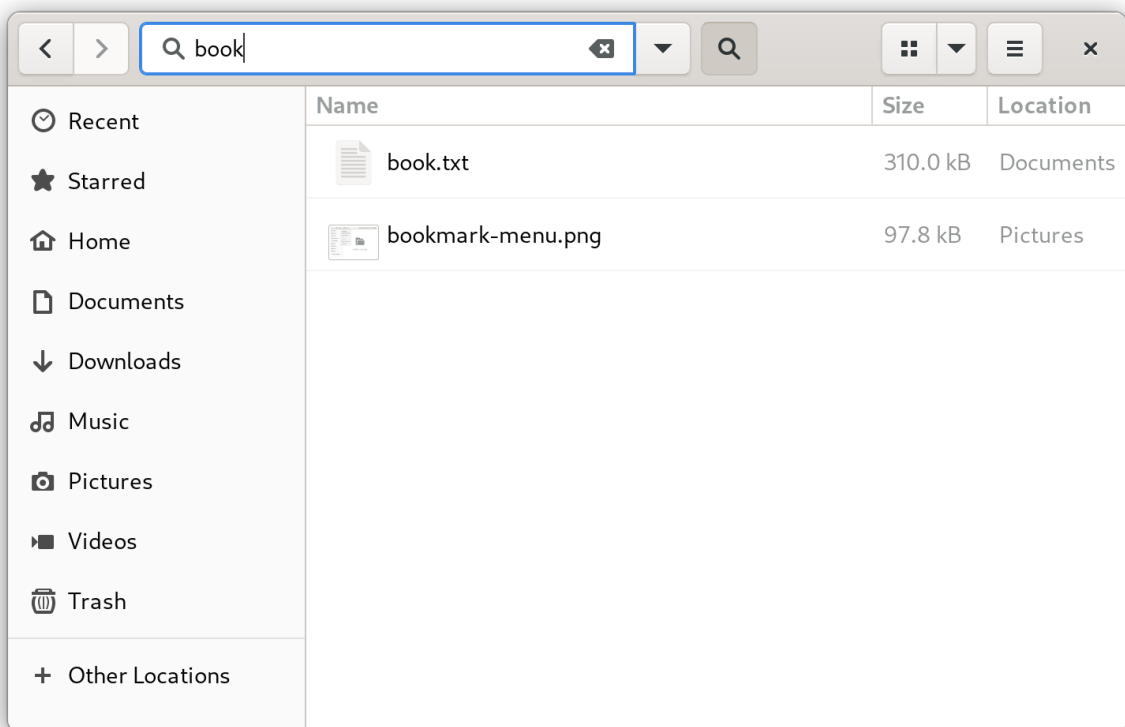 book
Recent
Starred
Home
Documents
Downloads
Music
Pictures
Videos
Trash
Other Locations
Name Size Location
book.txt 310.0 kB Documents
bookmark-menu.png 97.8 kB Pictures